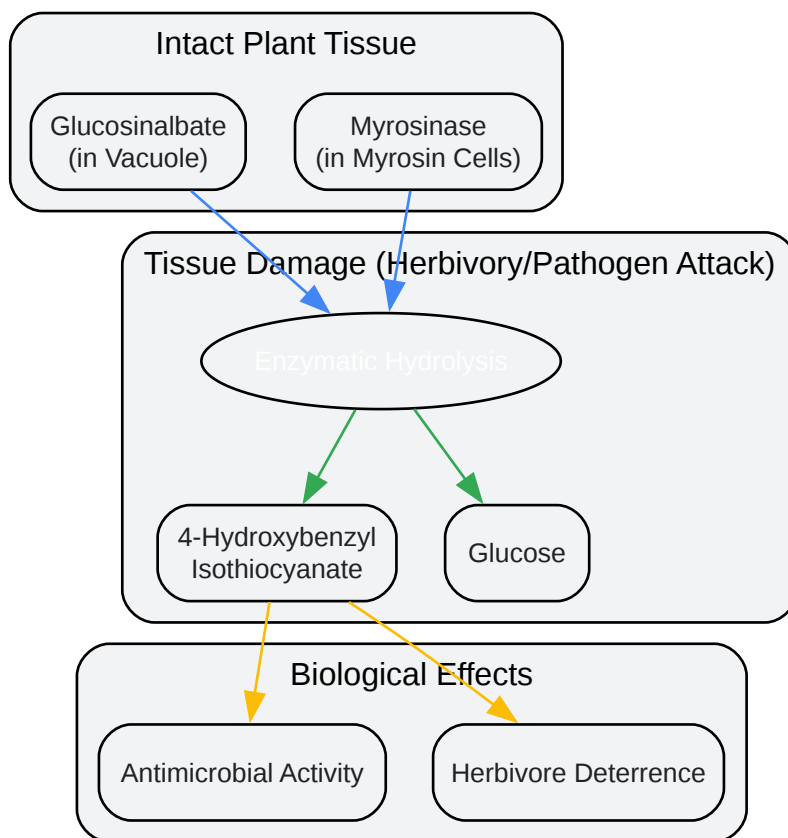 Intact Plant Tissue
Glucosinalbate
(in Vacuole)
Myrosinase
(in Myrosin Cells)
Tissue Damage (Herbivory/Pathogen Attack)
Enzymatic Hydrolysis
4-Hydroxybenzyl
Isothiocyanate
Glucose
Biological Effects
Antimicrobial Activity
Herbivore Deterrence